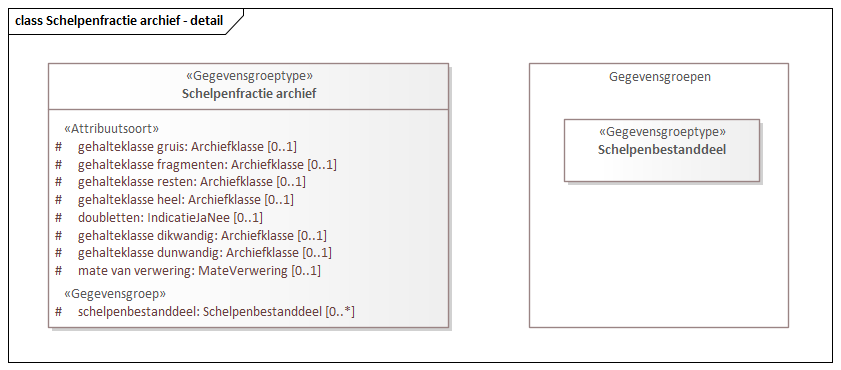 class Schelpenfractie archief - detail
«Gegevensgroeptype»
Schelpenfractie archief
«Attribuutsoort»
# gehalteklasse gruis: Archiefklasse [0..1]
# gehalteklasse fragmenten: Archiefklasse [0..1]
# gehalteklasse resten: Archiefklasse [0..1]
# gehalteklasse heel: Archiefklasse [0..1]
# doubletten: IndicatieJaNee [0..1]
# gehalteklasse dikwandig: Archiefklasse [0..1]
# gehalteklasse dunwandig: Archiefklasse [0..1]
# mate van verwering: MateVerwering [0..1]
«Gegevensgroep»
# schelpenbestanddeel: Schelpenbestanddeel [0..*]
Gegevensgroepen
«Gegevensgroeptype»
Schelpenbestanddeel